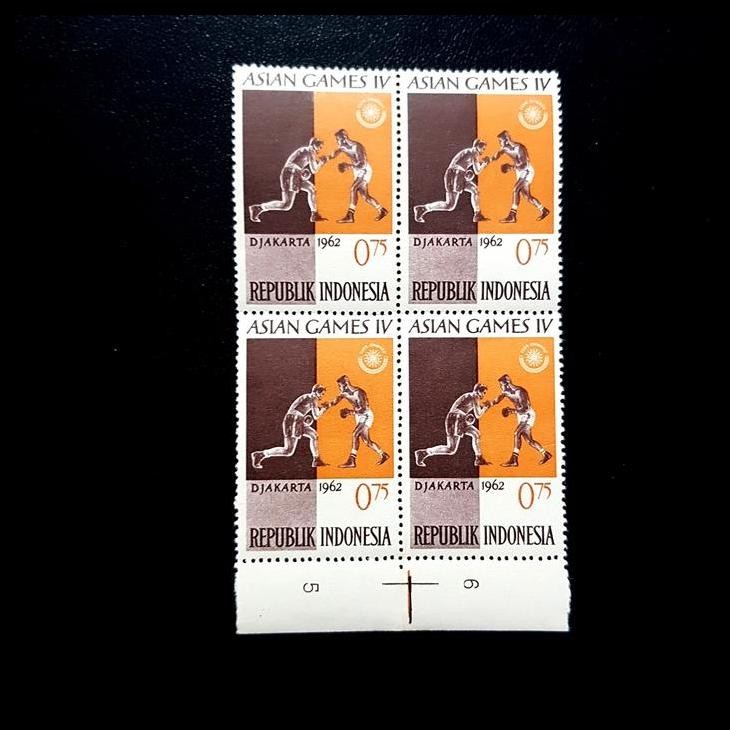 ASIAN GAMES IV
DJAKARTA 1962
0.75
REPUBLIK INDONESIA
ASIAN GAMES IV
DJAKARTA 1962
0.75
REPUBLIK INDONESIA
ASIAN GAMES IV
DJAKARTA 1962
0.75
REPUBLIK INDONESIA
ASIAN GAMES IV
DJAKARTA 1962
0.75
REPUBLIK INDONESIA
5
6